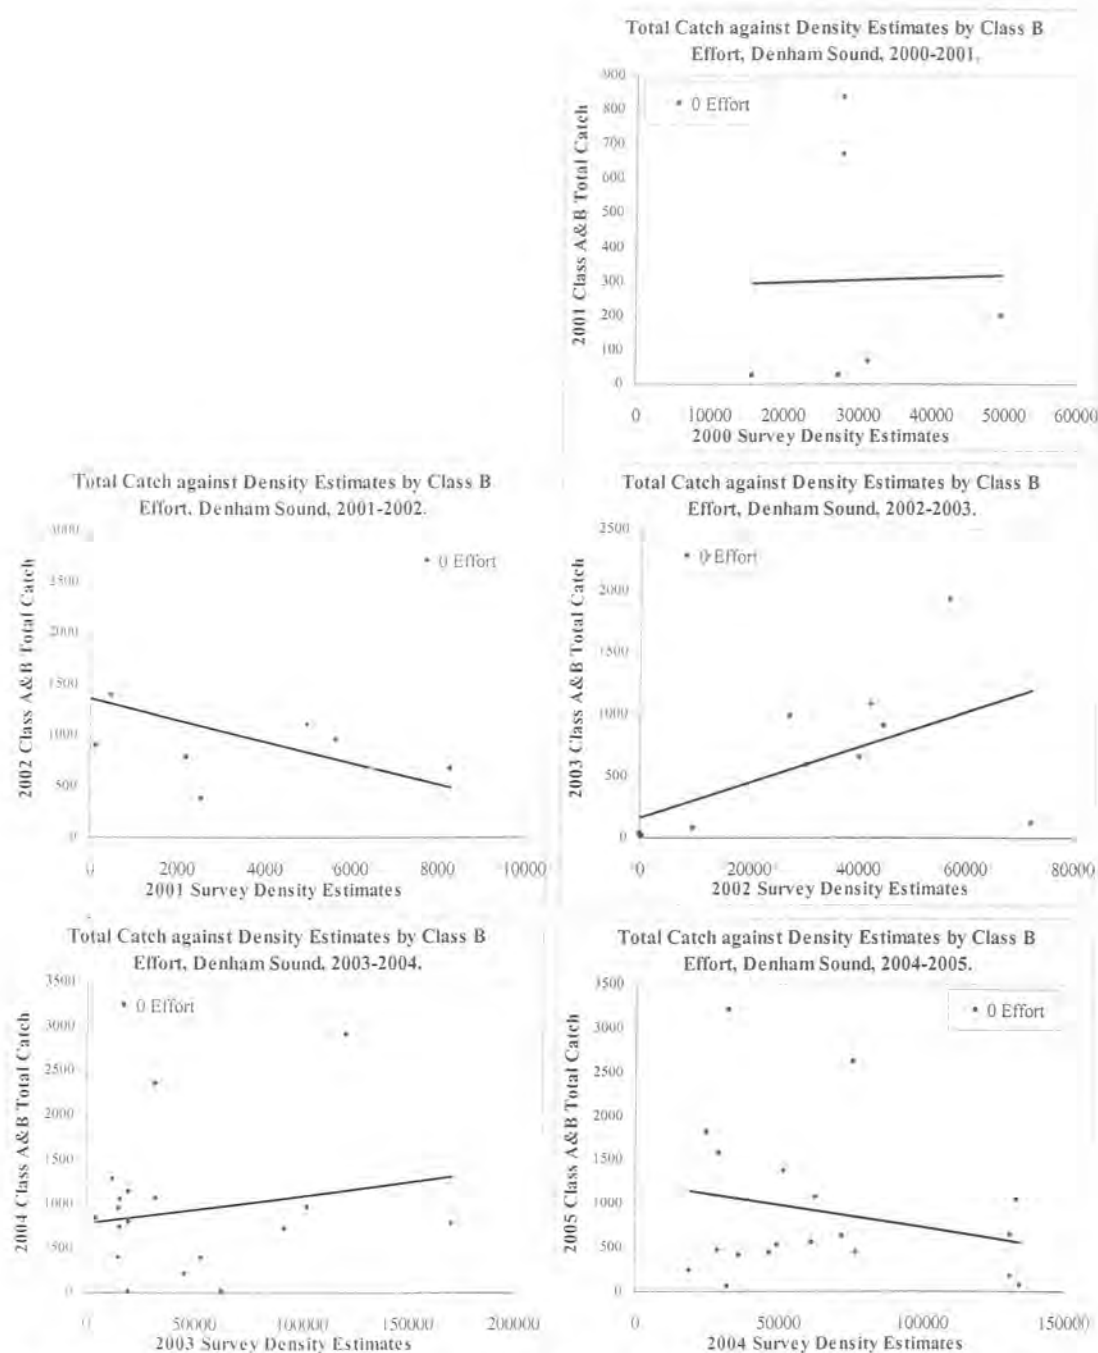 Total Catch against Density Estimates by Class B
Effort, Denham Sound, 2000-2001.
2001 Class A&B Total Catch
900
800
700
600
500
400
300
200
100
0
0 Effort
0 10000 20000 30000 40000 50000 60000
2000 Survey Density Estimates
Total Catch against Density Estimates by Class B
Effort, Denham Sound, 2001-2002.
2002 Class A&B Total Catch
3000
2500
2000
1500
1000
500
0
0 Effort
0 2000 4000 6000 8000 10000
2001 Survey Density Estimates
Total Catch against Density Estimates by Class B
Effort, Denham Sound, 2002-2003.
2003 Class A&B Total Catch
2500
2000
1500
1000
500
0
0 Effort
0 20000 40000 60000 80000
2002 Survey Density Estimates
Total Catch against Density Estimates by Class B
Effort, Denham Sound, 2003-2004.
2004 Class A&B Total Catch
3500
3000
2500
2000
1500
1000
500
0
0 Effort
0 50000 100000 150000 200000
2003 Survey Density Estimates
Total Catch against Density Estimates by Class B
Effort, Denham Sound, 2004-2005.
2005 Class A&B Total Catch
3500
3000
2500
2000
1500
1000
500
0
0 Effort
0 50000 100000 150000
2004 Survey Density Estimates